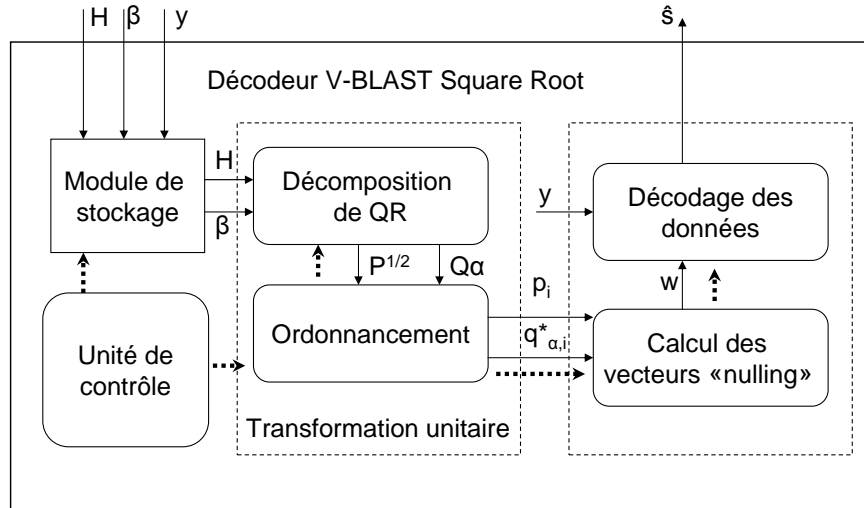 H β y
ŝ
Décodeur V-BLAST Square Root
Module de
stockage
H
β
Décomposition
de QR
P1/2
Qα
Ordonnancement
Transformation unitaire
Unité de
contrôle
y
Décodage des
données
w
pi
q*α,i
Calcul des
vecteurs «nulling»